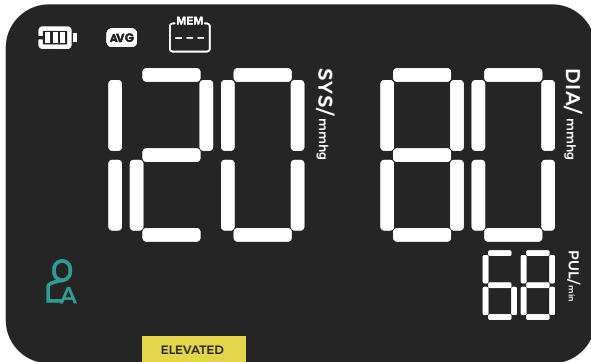 AVG
MEM
---
120
SYS/mmhg
80
DIA/mmhg
68
PUL/min
A
ELEVATED